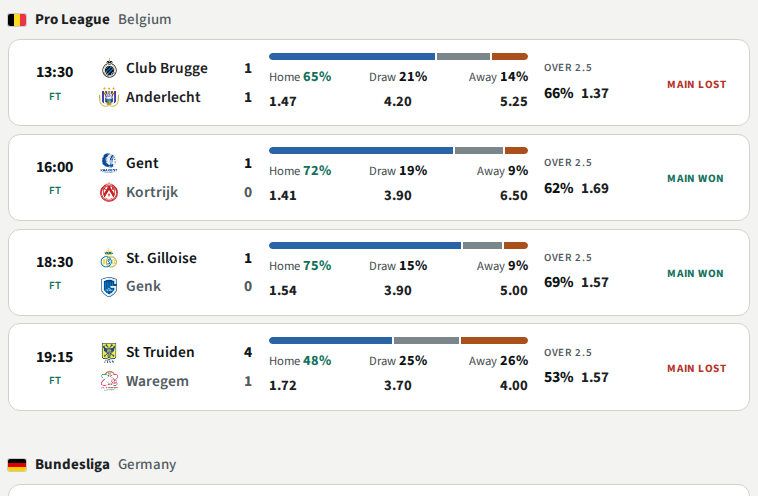 Pro League Belgium
13:30
FT
Club Brugge 1
Anderlecht 1
Home 65% Draw 21% Away 14%
1.47 4.20 5.25
OVER 2.5
66% 1.37
MAIN LOST
16:00
FT
Gent 1
Kortrijk 0
Home 72% Draw 19% Away 9%
1.41 3.90 6.50
OVER 2.5
62% 1.69
MAIN WON
18:30
FT
St. Gilloise 1
Genk 0
Home 75% Draw 15% Away 9%
1.54 3.90 5.00
OVER 2.5
69% 1.57
MAIN WON
19:15
FT
St Truiden 4
Waregem 1
Home 48% Draw 25% Away 26%
1.72 3.70 4.00
OVER 2.5
53% 1.57
MAIN LOST
Bundesliga Germany